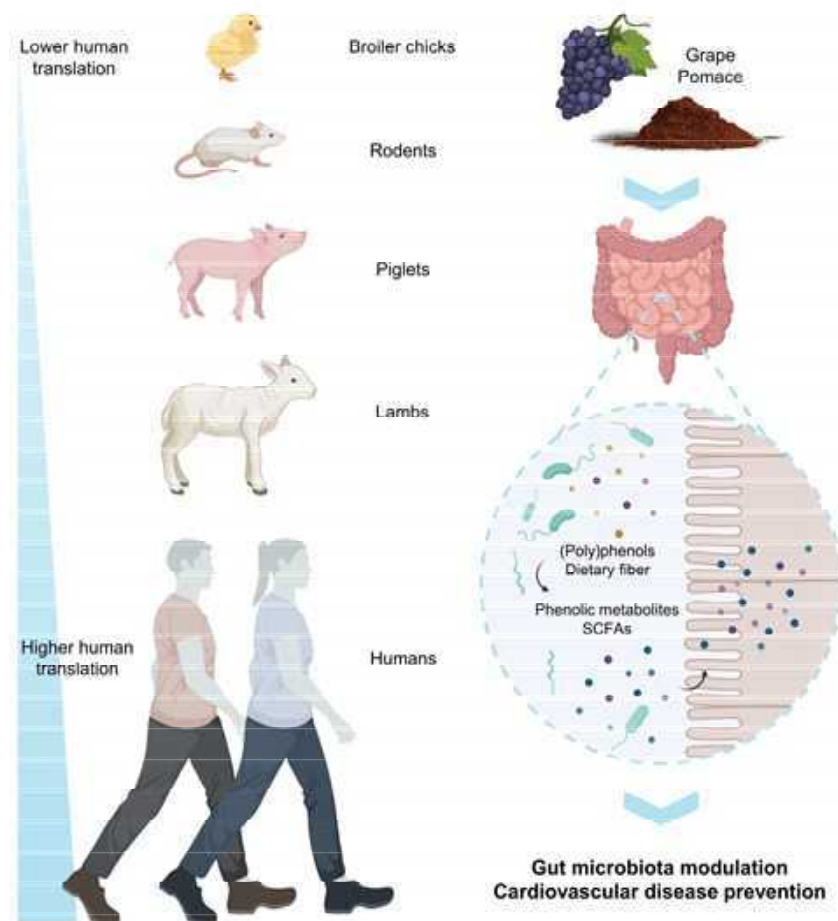 Lower human
translation
Broiler chicks
Rodents
Piglets
Lambs
Higher human
translation
Humans
Grape
Pomace
(Poly)phenols
Dietary fiber
Phenolic metabolites
SCFAs
Gut microbiota modulation
Cardiovascular disease prevention